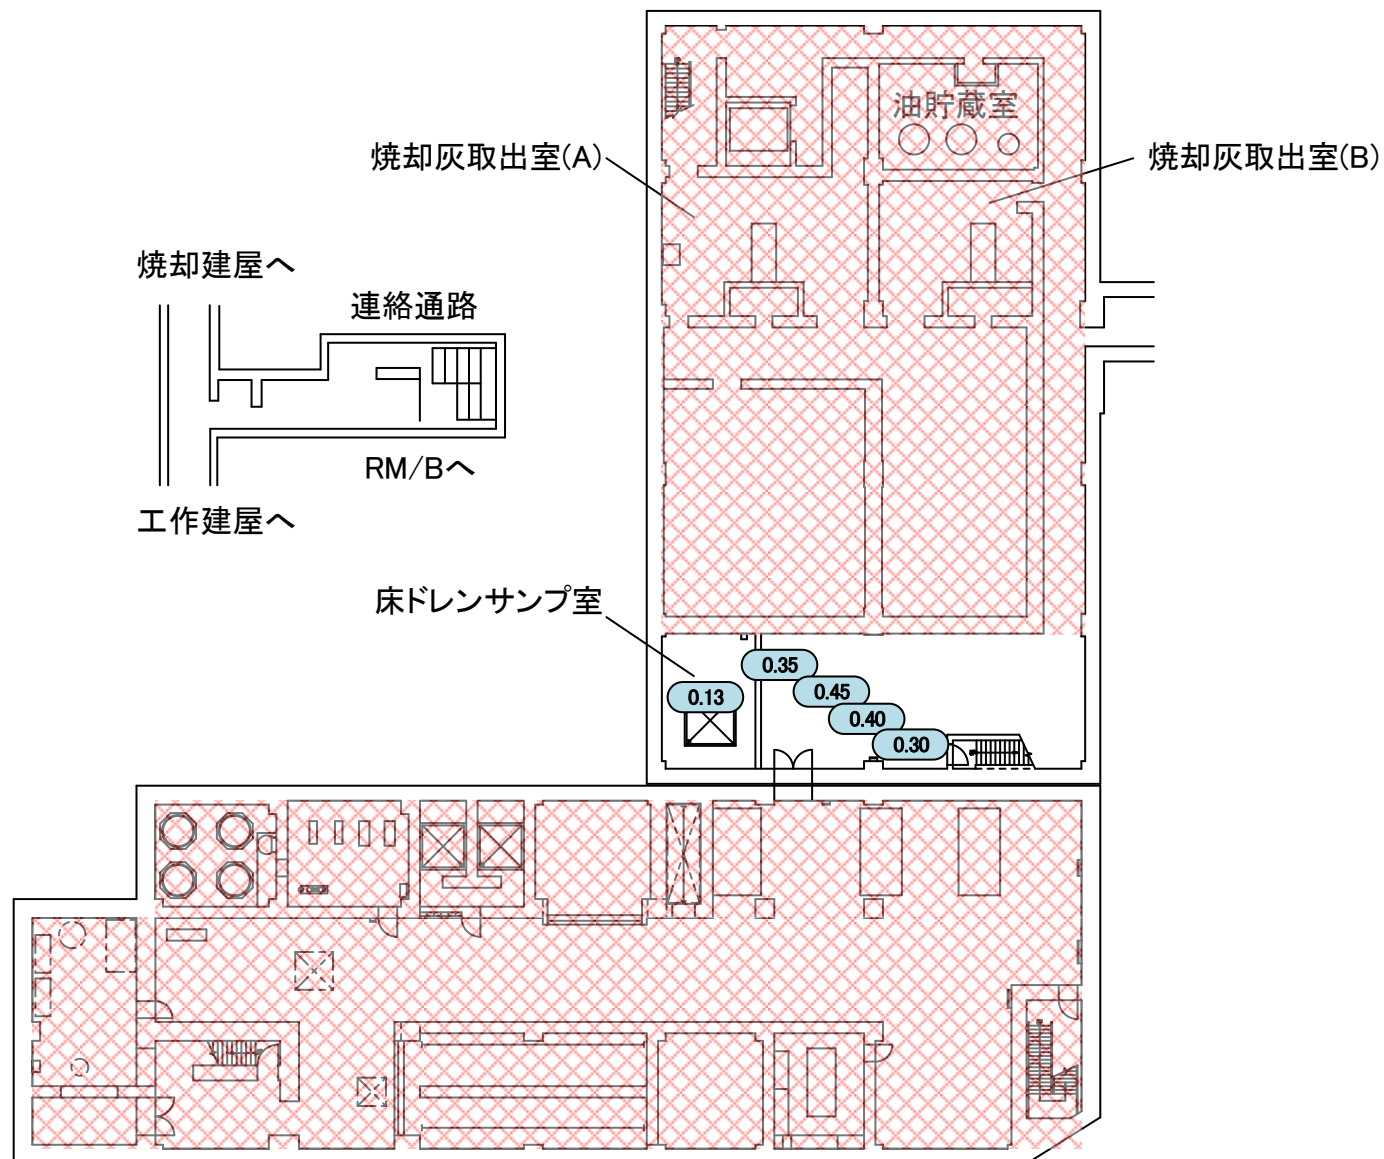 油貯蔵室
焼却灰取出室(A)
焼却灰取出室(B)
焼却建屋へ
連絡通路
RM/Bへ
工作建屋へ
床ドレンサンプ室
0.35
0.13
0.45
0.40
0.30